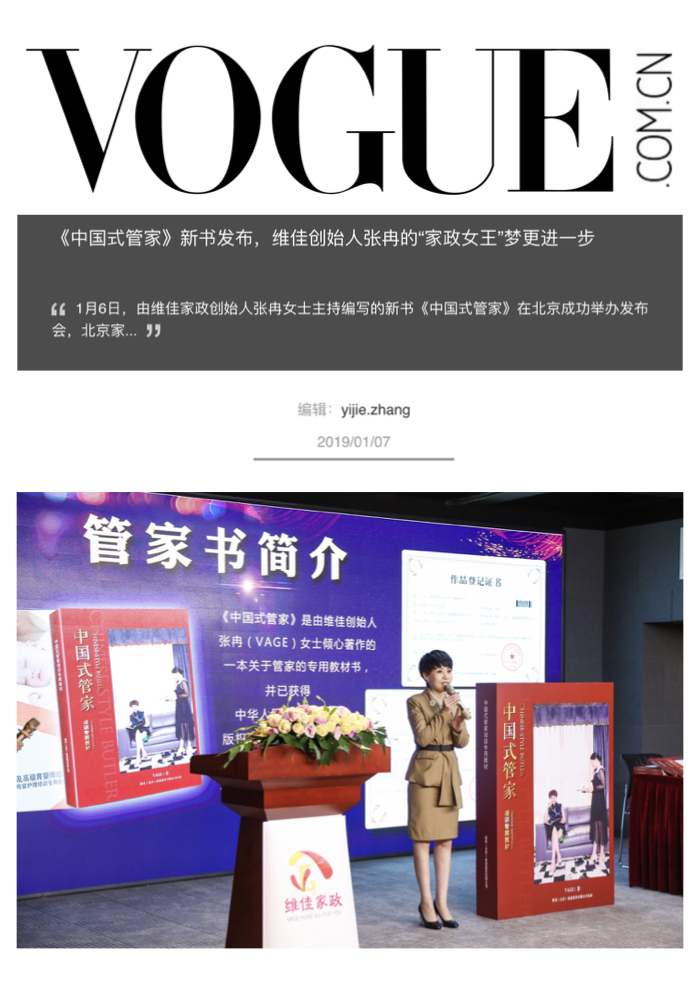 VOGUE
.COM.CN
《中国式管家》新书发布，维佳创始人张冉的“家政女王”梦更进一步
“ 1月6日，由维佳家政创始人张冉女士主持编写的新书《中国式管家》在北京成功举办发布
会，北京家... ”
编辑：yijie.zhang
2019/01/07
管家书简介
作品登记证书
《中国式管家》是由维佳创始人
张冉（VAGE）女士倾心著作的
一本关于管家的专用教材书，
并已获得
中华人
版权
中国式管家
CHINESE-STYLE BUTLER
VAGE
中国式管家
CHINESE-STYLE BUTLER
VAGE
维佳家政